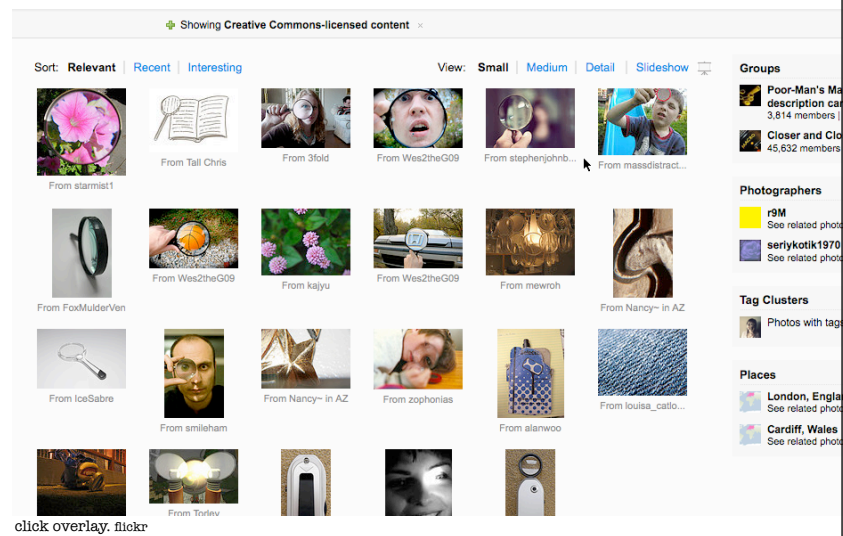 Showing Creative Commons-licensed content ×
Sort: Relevant | Recent | Interesting
View: Small | Medium | Detail | Slideshow
From starmist1
From Tall Chris
From 3fold
From Wes2theG09
From stephenjohnb...
From massdistract...
From FoxMulderVen
From Wes2theG09
From kajyu
From Wes2theG09
From mewroh
From Nancy~ in AZ
From IceSabre
From smileham
From Nancy~ in AZ
From zophonias
From alanwoo
From louisa_catlo...
From Torley
Groups
Poor-Man's Ma
description car
3,814 members |
Closer and Clo
45,632 members
Photographers
r9M
See related photo
seriykotik1970
See related photo
Tag Clusters
Photos with tags
Places
London, Engla
See related photo
Cardiff, Wales
See related photo
click overlay. flickr